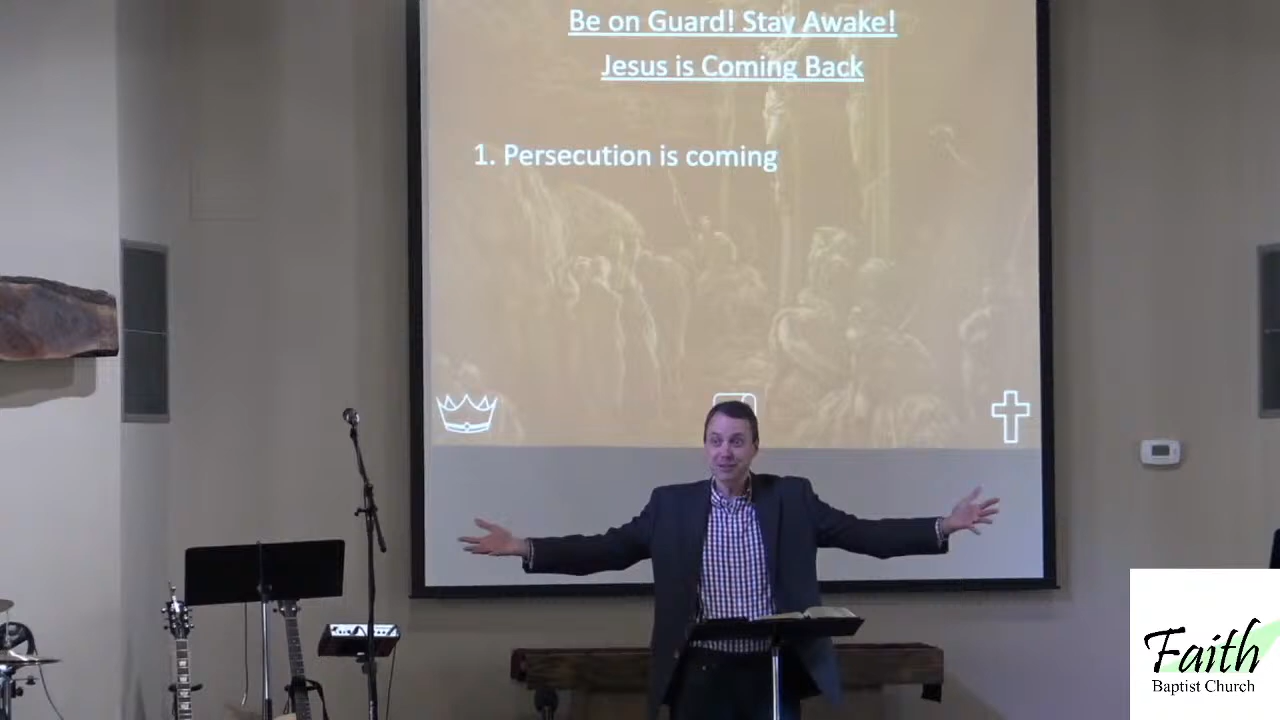 Be on Guard! Stay Awake!
Jesus is Coming Back
1. Persecution is coming
Faith
Baptist Church